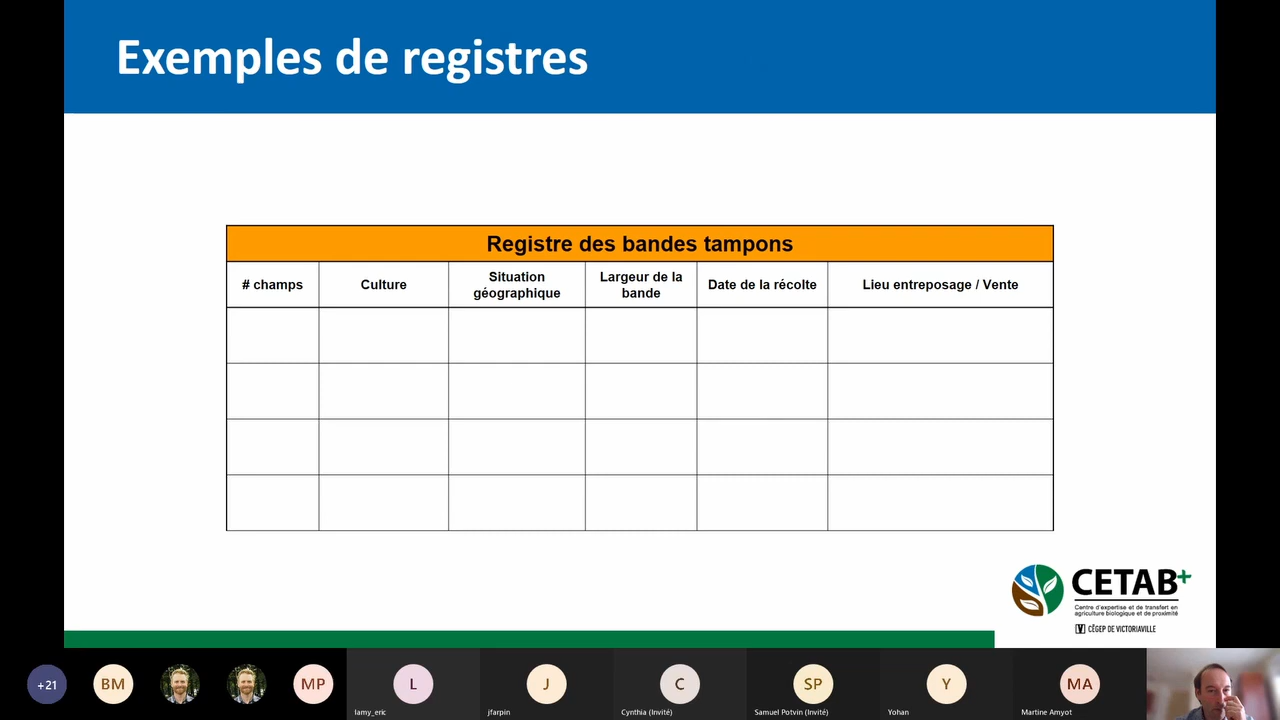 Exemples de registres
Registre des bandes tampons
# champs
Culture
Situation
géographique
Largeur de la
bande
Date de la récolte
Lieu entreposage / Vente
CETAB+
Centre d'expertise et de transfert en
agriculture biologique et de proximité
CÉGEP DE VICTORIAVILLE
+21
BM
MP
L
J
C
SP
Y
MA
lamy_eric
jfarpin
Cynthia (Invité)
Samuel Potvin (Invité)
Yohan
Martine Amyot